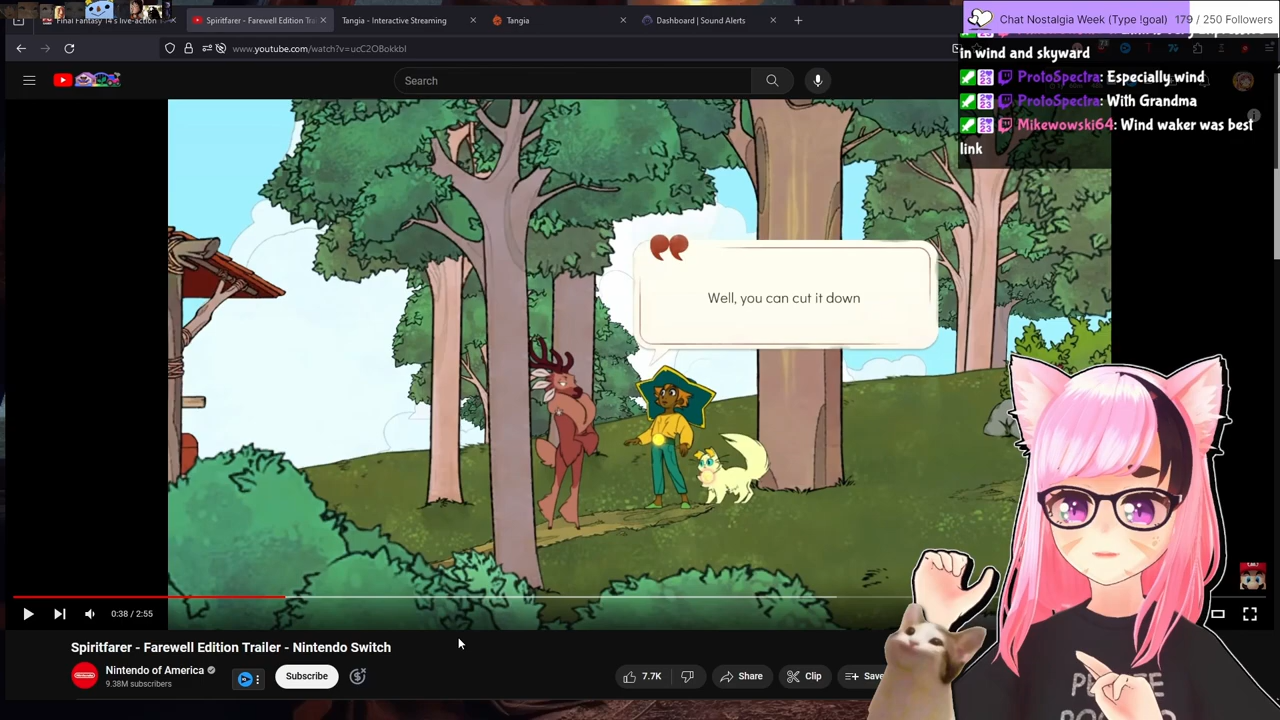 Final Fantasy 14's live-action
Spiritfarer - Farewell Edition Tra
Tangia - Interactive Streaming
Tangia
Dashboard | Sound Alerts
Chat Nostalgia Week (Type !goal) 179 / 250 Followers
www.youtube.com/watch?v=ucC2OBokkbI
in wind and skyward
ProtoSpectra: Especially wind
ProtoSpectra: With Grandma
Mikewowski64: Wind waker was best
link
Search
Well, you can cut it down
0:38 / 2:55
Spiritfarer - Farewell Edition Trailer - Nintendo Switch
Nintendo of America
9.38M subscribers
Subscribe
7.7K
Share
Clip
Save